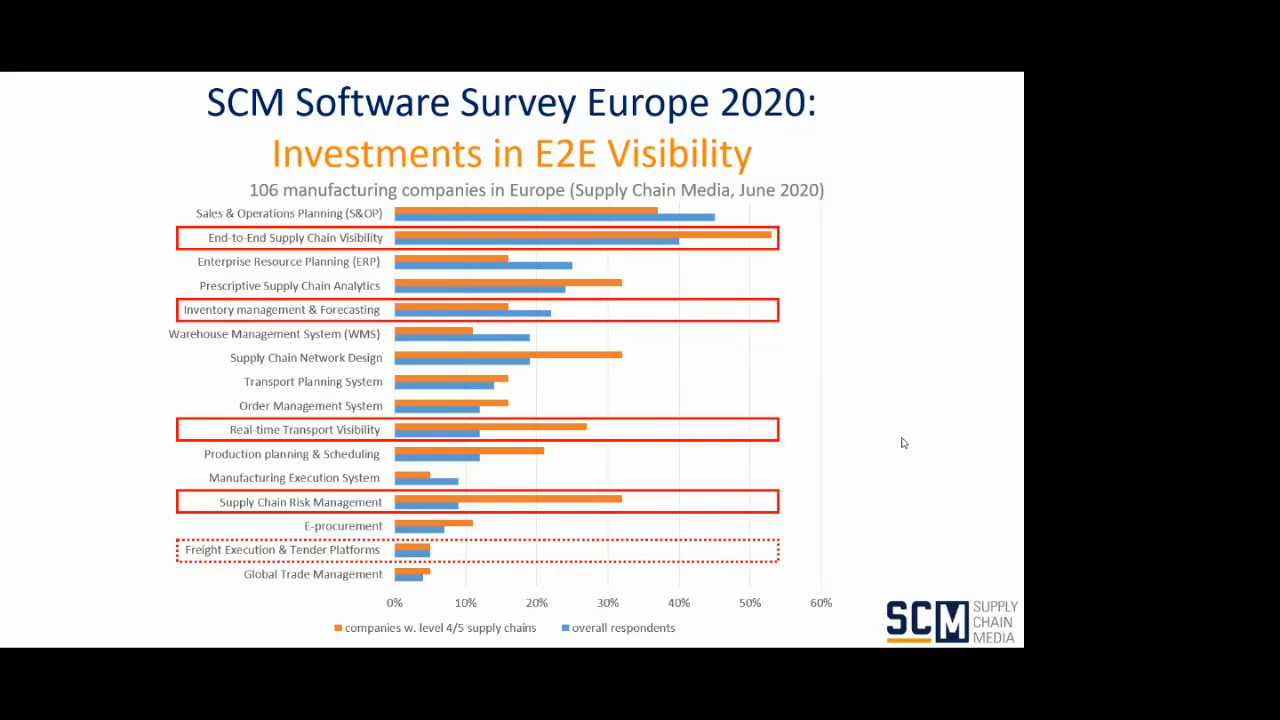 SCM Software Survey Europe 2020:
Investments in E2E Visibility
106 manufacturing companies in Europe (Supply Chain Media, June 2020)
Sales & Operations Planning (S&OP)
End-to-End Supply Chain Visibility
Enterprise Resource Planning (ERP)
Prescriptive Supply Chain Analytics
Inventory management & Forecasting
Warehouse Management System (WMS)
Supply Chain Network Design
Transport Planning System
Order Management System
Real-time Transport Visibility
Production planning & Scheduling
Manufacturing Execution System
Supply Chain Risk Management
E-procurement
Freight Execution & Tender Platforms
Global Trade Management
0% 10% 20% 30% 40% 50% 60%
companies w. level 4/5 supply chains overall respondents
SCM
SUPPLY
CHAIN
MEDIA